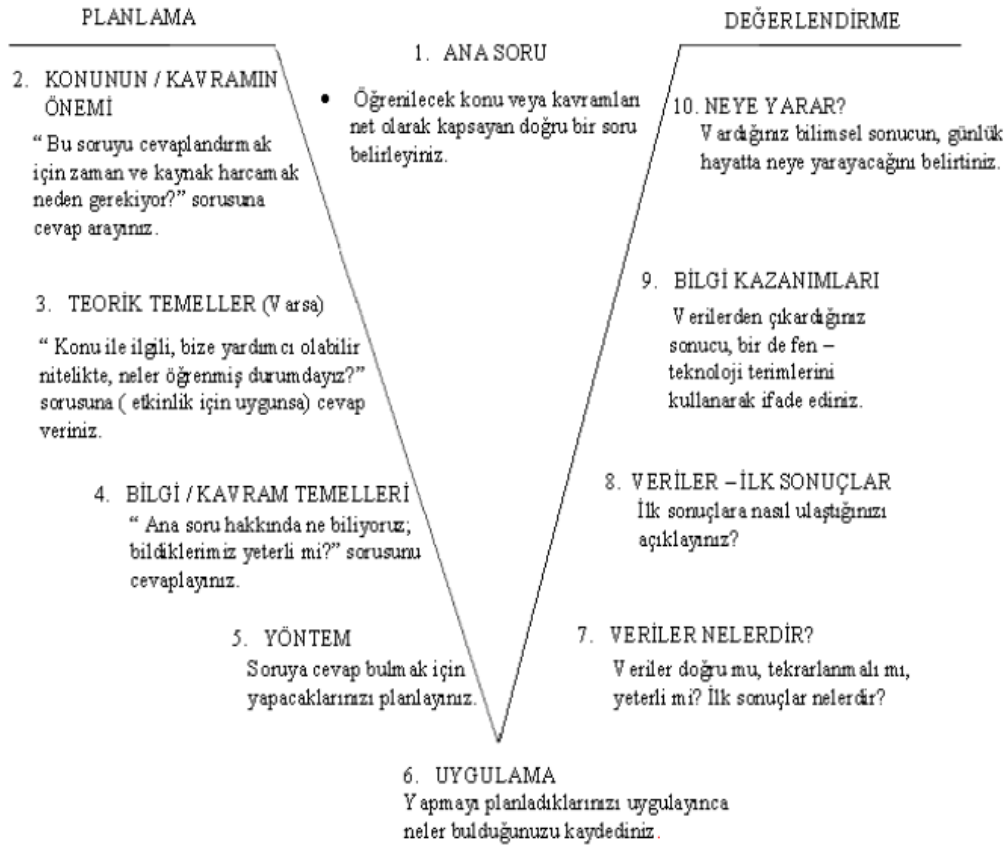 PLANLAMA
DEĞERLENDİRME
1. ANA SORU
• Öğrenilecek konu veya kavramları
net olarak kapsayan doğru bir soru
belirleyiniz.
2. KONUNUN / KAVRAMIN
ÖNEMİ
“ Bu soruyu cevaplandırmak
için zaman ve kaynak harcamak
neden gerekiyor?” sorusuna
cevap arayınız.
3. TEORİK TEMELLER (Varsa)
“ Konu ile ilgili, bize yardımcı olabilir
nitelikte, neler öğrenmiş durumdayız?”
sorusuna ( etkinlik için uygunsa) cevap
veriniz.
4. BİLGİ / KAVRAM TEMELLERİ
“ Ana soru hakkında ne biliyoruz;
bildiklerimiz yeterli mi?” sorusunu
cevaplayınız.
5. YÖNTEM
Soruya cevap bulmak için
yapacaklarınızı planlayınız.
6. UYGULAMA
Yapmayı planladıklarınızı uygulayınca
neler bulduğunuzu kaydediniz.
7. VERİLER NELERDİR?
Veriler doğru mu, tekrarlanmalı mı,
yeterli mi? İlk sonuçlar nelerdir?
8. VERİLER – İLK SONUÇLAR
İlk sonuçlara nasıl ulaştığınızı
açıklayınız?
9. BİLGİ KAZANIMLARI
Verilerden çıkardığınız
sonucu, bir de fen –
teknoloji terimlerini
kullanarak ifade ediniz.
10. NEYE YARAR?
Vardığınız bilimsel sonucun, günlük
hayatta neye yarayacağını belirtiniz.